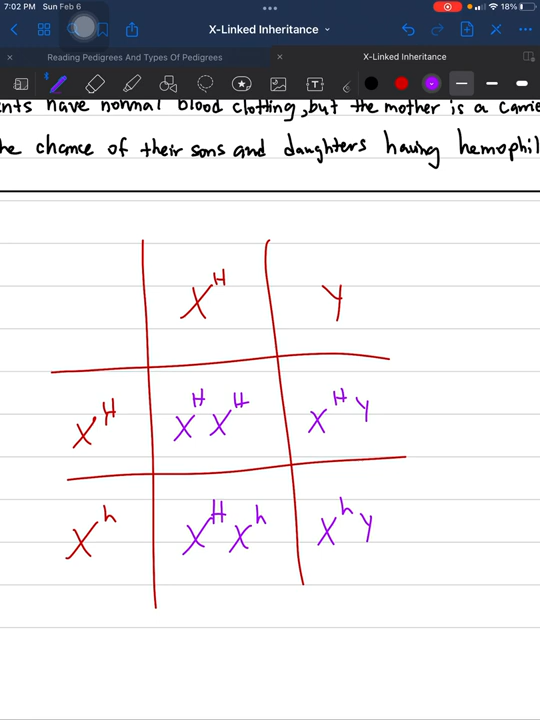 7:02 PM Sun Feb 6
18%
X-Linked Inheritance
Reading Pedigrees And Types Of Pedigrees
X-Linked Inheritance
nts have normal blood clotting, but the mother is a carrie
he chance of their sons and daughters having hemophil
X^H Y
X^H X^H X^H X^H Y
X^h X^H X^h X^h Y